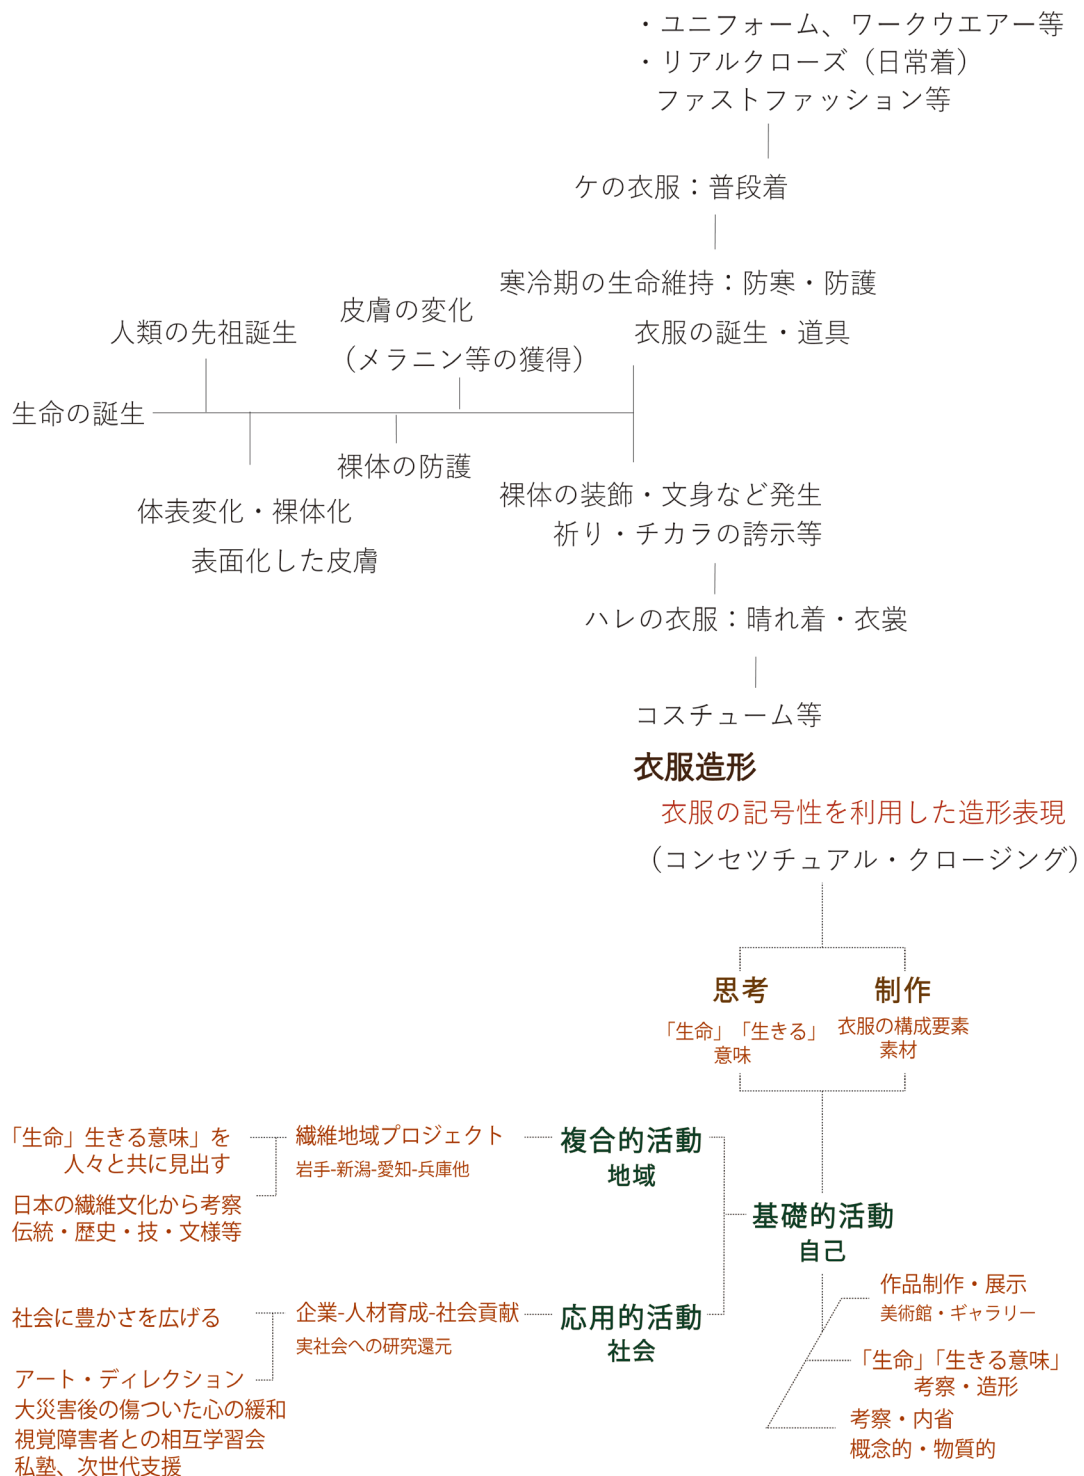 ・ユニフォーム、ワークウエアー等
・リアルクローズ（日常着）
ファストファッション等
ケの衣服：普段着
寒冷期の生命維持：防寒・防護
衣服の誕生・道具
皮膚の変化
（メラニン等の獲得）
人類の先祖誕生
生命の誕生
裸体の防護
体表変化・裸体化
表面化した皮膚
裸体の装飾・文身など発生
祈り・チカラの誇示等
ハレの衣服：晴れ着・衣裳
コスチューム等
衣服造形
衣服の記号性を利用した造形表現
（コンセツチュアル・クロージング）
思考
「生命」「生きる」
意味
制作
衣服の構成要素
素材
基礎的活動
自己
複合的活動
地域
繊維地域プロジェクト
岩手-新潟-愛知-兵庫他
「生命」生きる意味」を
人々と共に見出す
日本の繊維文化から考察
伝統・歴史・技・文様等
応用的活動
社会
企業-人材育成-社会貢献
実社会への研究還元
社会に豊かさを広げる
アート・ディレクション
大災害後の傷ついた心の緩和
視覚障害者との相互学習会
私塾、次世代支援
作品制作・展示
美術館・ギャラリー
「生命」「生きる意味」
考察・造形
考察・内省
概念的・物質的